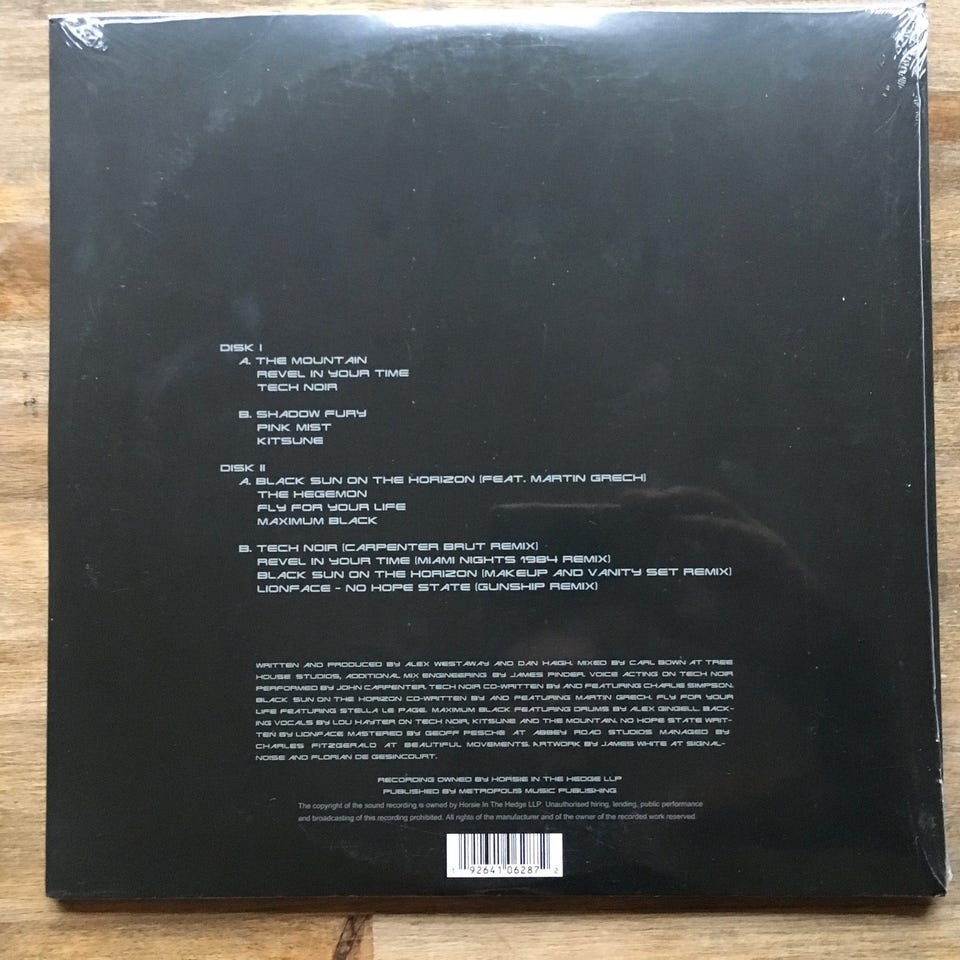 DISK I
A. THE MOUNTAIN
REVEL IN YOUR TIME
TECH NOIR
B. SHADOW FURY
PINK MIST
KITSUNE
DISK II
A. BLACK SUN ON THE HORIZON (FEAT. MARTIN GRECH)
THE HEGEMON
FLY FOR YOUR LIFE
MAXIMUM BLACK
B. TECH NOIR (CARPENTER BRUT REMIX)
REVEL IN YOUR TIME (MIAMI NIGHTS 1984 REMIX)
BLACK SUN ON THE HORIZON (MAKEUP AND VANITY SET REMIX)
LIONFACE - NO HOPE STATE (GUNSHIP REMIX)
WRITTEN AND PRODUCED BY ALEX WESTAWAY AND DAN HAIGH. MIXED BY CARL BOWN AT TREE
HOUSE STUDIOS, ADDITIONAL MIX ENGINEERING BY JAMES PINDER. VOICE ACTING ON TECH NOIR
PERFORMED BY JOHN CARPENTER. TECH NOIR CO-WRITTEN BY AND FEATURING CHARLIE SIMPSON.
BLACK SUN ON THE HORIZON CO-WRITTEN BY AND FEATURING MARTIN GRECH. FLY FOR YOUR
LIFE FEATURING STELLA LE PAGE. MAXIMUM BLACK FEATURING DRUMS BY ALEX GINGELL. BACK-
ING VOCALS BY LOU HAYTER ON TECH NOIR, KITSUNE AND THE MOUNTAIN. NO HOPE STATE WRIT-
TEN BY LIONFACE MASTERED BY GEOFF PESCHE AT ABBEY ROAD STUDIOS MANAGED BY
CHARLES FITZGERALD AT BEAUTIFUL MOVEMENTS. ARTWORK BY JAMES WHITE AT SIGNAL-
NOISE AND FLORIAN DE GESINCOURT.
RECORDING OWNED BY HORSIE IN THE HEDGE LLP
PUBLISHED BY METROPOLIS MUSIC PUBLISHING
The copyright of the sound recording is owned by Horsie In The Hedge LLP. Unauthorised hiring, lending, public performance
and broadcasting of this recording prohibited. All rights of the manufacturer and of the owner of the recorded work reserved.
1 92641 06287 2